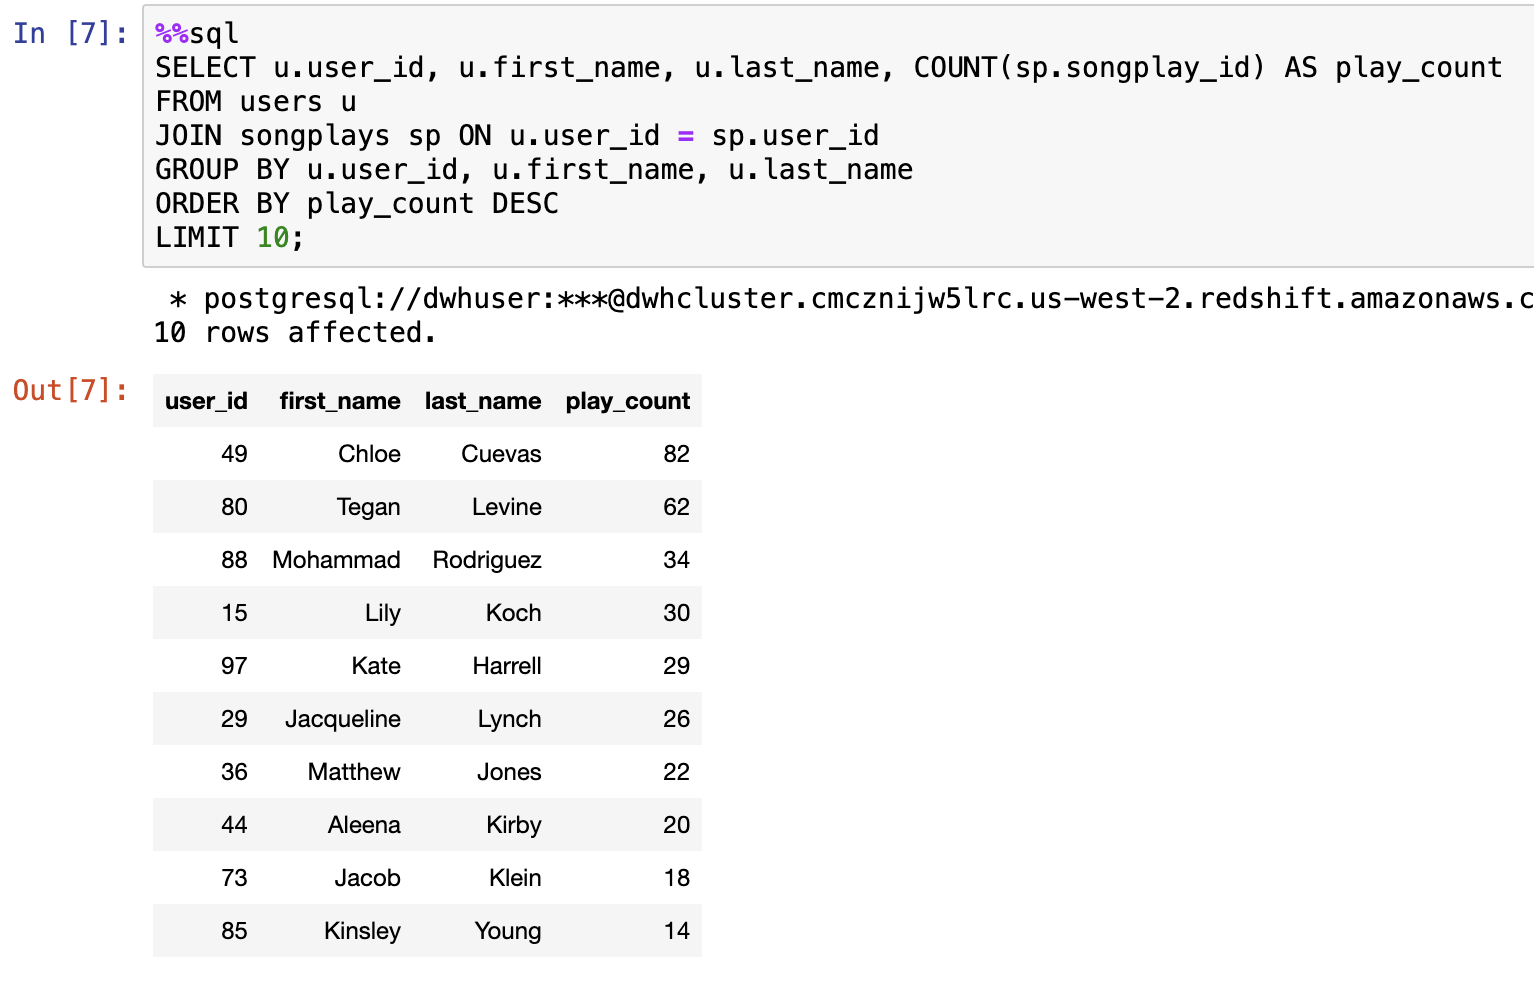 In [7]:
%%sql
SELECT u.user_id, u.first_name, u.last_name, COUNT(sp.songplay_id) AS play_count
FROM users u
JOIN songplays sp ON u.user_id = sp.user_id
GROUP BY u.user_id, u.first_name, u.last_name
ORDER BY play_count DESC
LIMIT 10;
* postgresql://dwhuser:***@dwhcluster.cmcznijw5lrc.us-west-2.redshift.amazonaws.c
10 rows affected.
Out[7]:
user_id first_name last_name play_count
49 Chloe Cuevas 82
80 Tegan Levine 62
88 Mohammad Rodriguez 34
15 Lily Koch 30
97 Kate Harrell 29
29 Jacqueline Lynch 26
36 Matthew Jones 22
44 Aleena Kirby 20
73 Jacob Klein 18
85 Kinsley Young 14